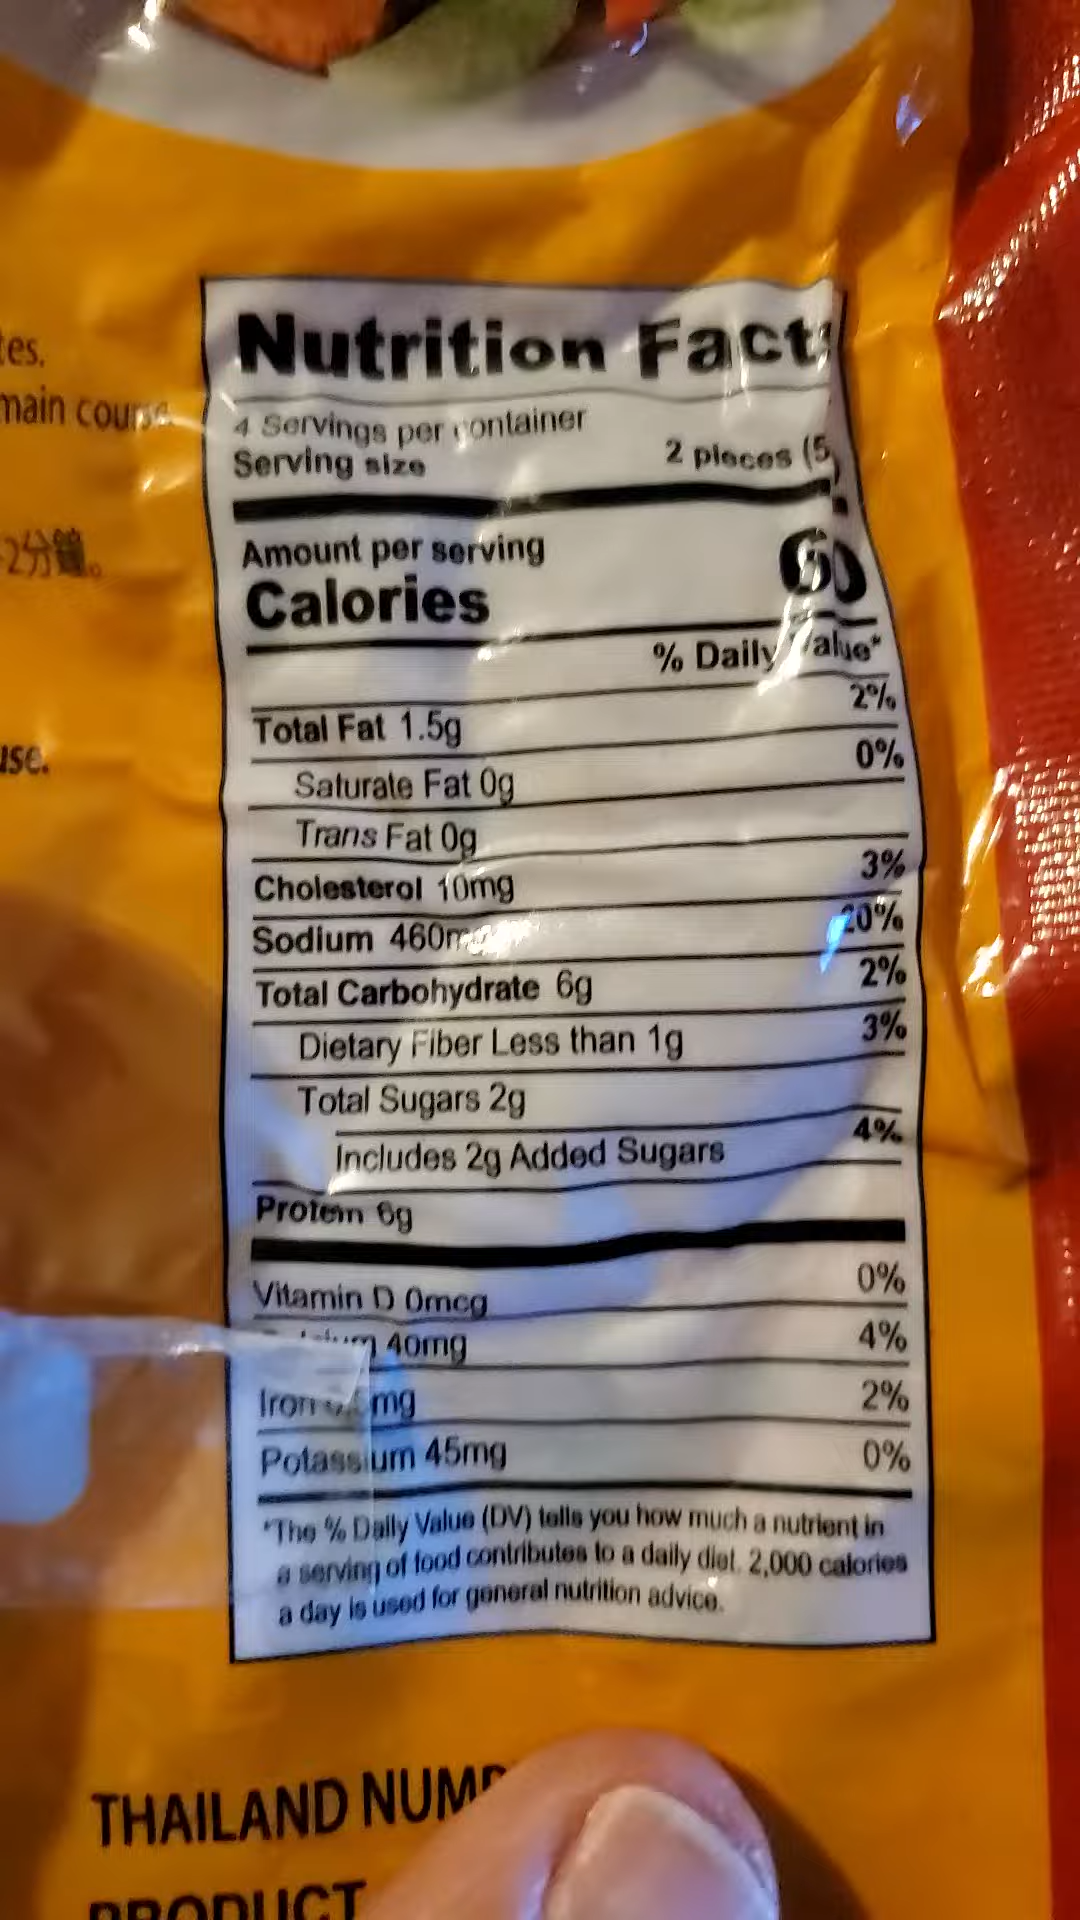 tes.
main course.
2分鐘。
use.
Nutrition Facts
4 Servings per container
Serving size 2 pieces (5
Amount per serving
Calories 60
% Daily Value*
Total Fat 1.5g 2%
Saturate Fat 0g 0%
Trans Fat 0g
Cholesterol 10mg 3%
Sodium 460mg 20%
Total Carbohydrate 6g 2%
Dietary Fiber Less than 1g 3%
Total Sugars 2g
Includes 2g Added Sugars 4%
Protein 6g
Vitamin D 0mcg 0%
Calcium 40mg 4%
Iron mg 2%
Potassium 45mg 0%
*The % Daily Value (DV) tells you how much a nutrient in
a serving of food contributes to a daily diet. 2,000 calories
a day is used for general nutrition advice.
THAILAND NUM
PRODUCT